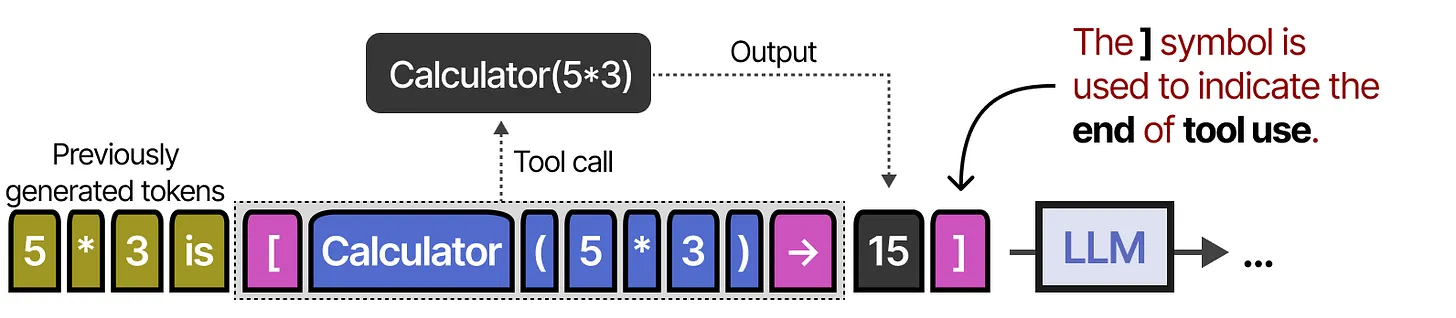 Calculator(5*3)
Output
The ] symbol is
used to indicate the
end of tool use.
Previously
generated tokens
Tool call
5 * 3 is [ Calculator ( 5 * 3 ) → 15 ] LLM ...